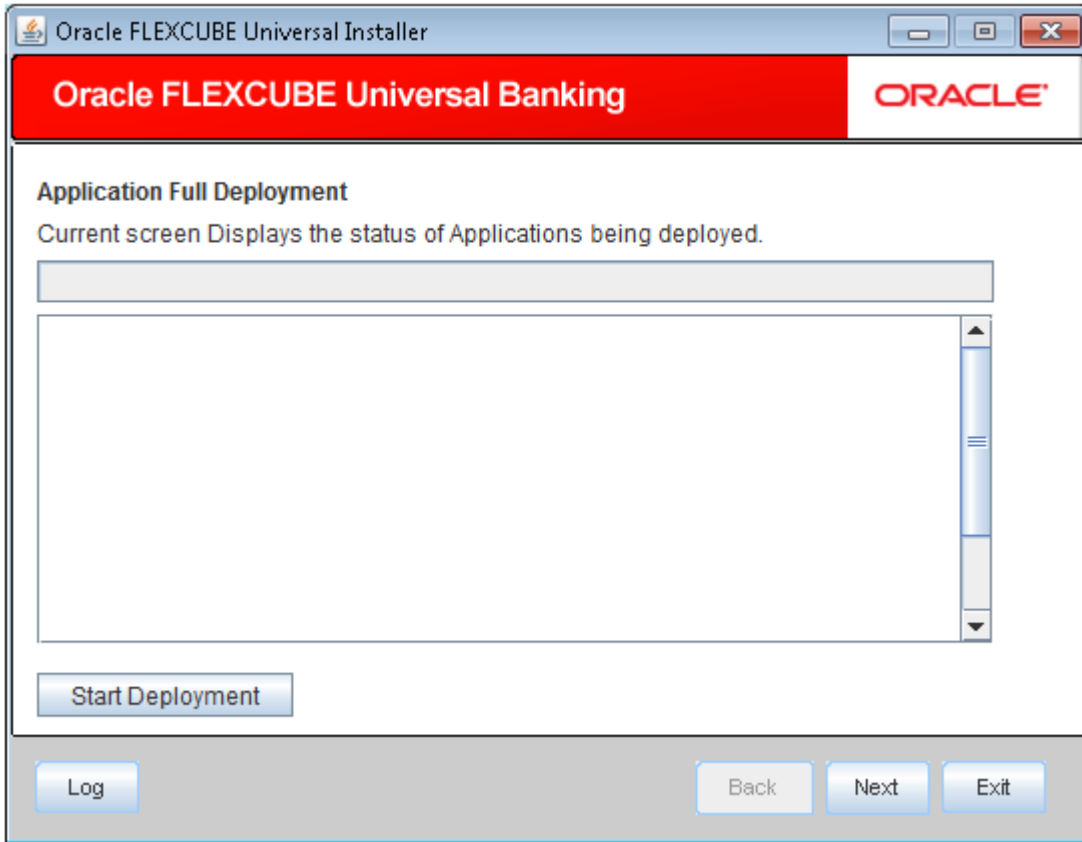 Oracle FLEXCUBE Universal Installer
Oracle FLEXCUBE Universal Banking
ORACLE
Application Full Deployment
Current screen Displays the status of Applications being deployed.
Start Deployment
Log
Back
Next
Exit